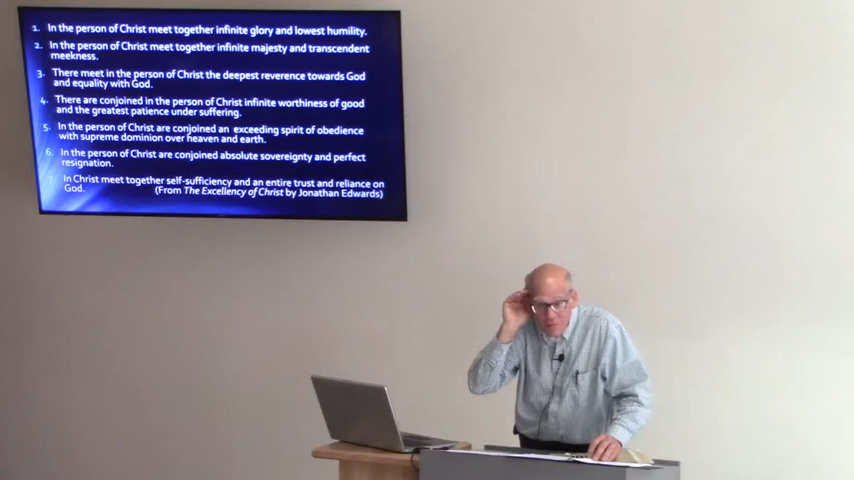 1. In the person of Christ meet together infinite glory and lowest humility.
2. In the person of Christ meet together infinite majesty and transcendent
meekness.
3. There meet in the person of Christ the deepest reverence towards God
and equality with God.
4. There are conjoined in the person of Christ infinite worthiness of good
and the greatest patience under suffering.
5. In the person of Christ are conjoined an exceeding spirit of obedience
with supreme dominion over heaven and earth.
6. In the person of Christ are conjoined absolute sovereignty and perfect
resignation.
7. In Christ meet together self-sufficiency and an entire trust and reliance on
God. (From The Excellency of Christ by Jonathan Edwards)